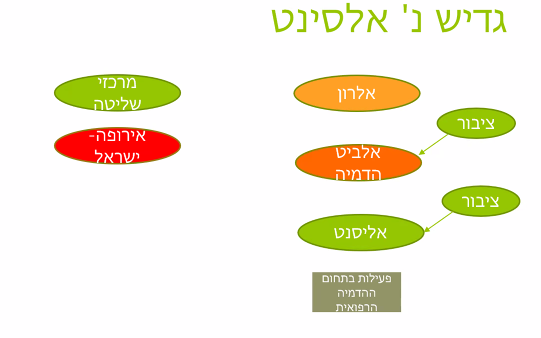 גדיש נ' אלסינט
מרכזי
שליטה
אירופה-
ישראל
אלרון
ציבור
אלביט
הדמיה
ציבור
אליסנט
פעילות בתחום
ההדמיה
הרפואית